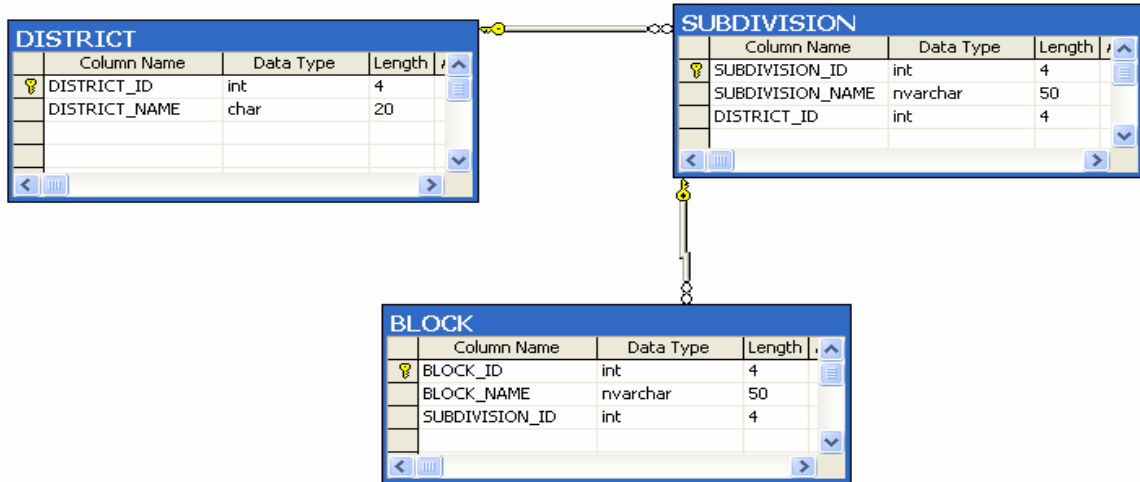 DISTRICT
Column Name Data Type Length A
DISTRICT_ID int 4
DISTRICT_NAME char 20
SUBDIVISION
Column Name Data Type Length
SUBDIVISION_ID int 4
SUBDIVISION_NAME nvarchar 50
DISTRICT_ID int 4
BLOCK
Column Name Data Type Length
BLOCK_ID int 4
BLOCK_NAME nvarchar 50
SUBDIVISION_ID int 4